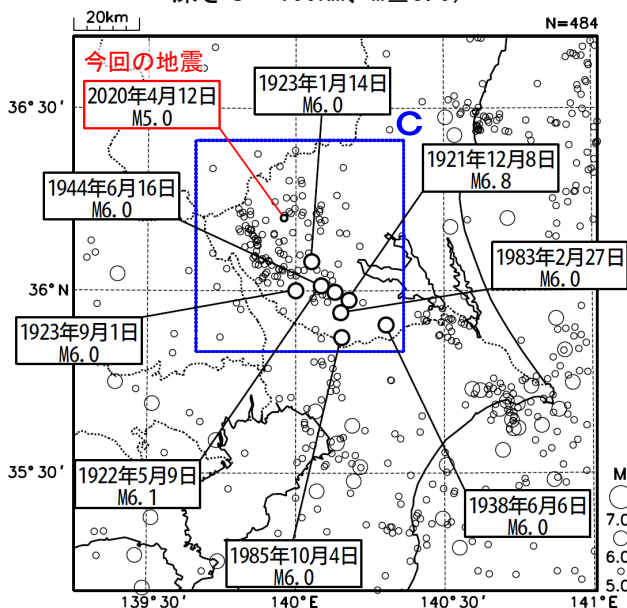 20km
N=484
今回の地震
2020年4月12日
M5.0
1923年1月14日
M6.0
36°30′
C
1921年12月8日
M6.8
1944年6月16日
M6.0
1983年2月27日
M6.0
36°N
1923年9月1日
M6.0
35°30′
1922年5月9日
M6.1
1938年6月6日
M6.0
1985年10月4日
M6.0
M
7.0
6.0
5.0
139°30′
140°E
140°30′
141°E